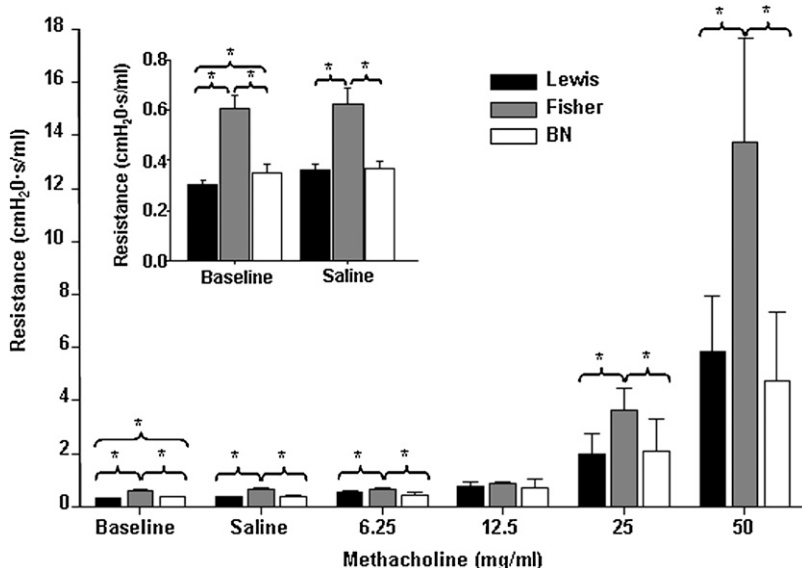 18
16
14
12
10
8
6
4
2
0
Resistance (cmH20·s/ml)
0.8
0.6
0.4
0.2
0.0
Resistance (cmH20·s/ml)
* * *
* *
Baseline Saline
Lewis
Fisher
BN
* * *
* *
* *
* *
* *
Baseline Saline 6.25 12.5 25 50
Methacholine (mg/ml)